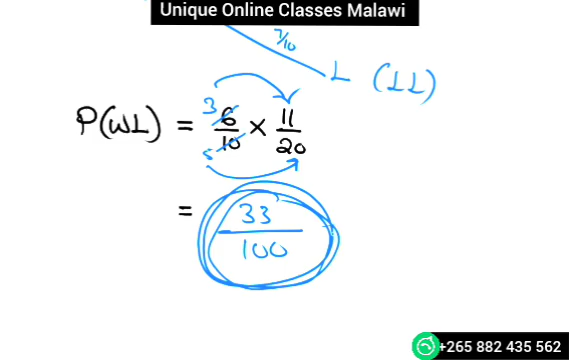 Unique Online Classes Malawi
7/10
L (LL)
P(WL) = 6/10 × 11/20
3
5
= 33/100
+265 882 435 562